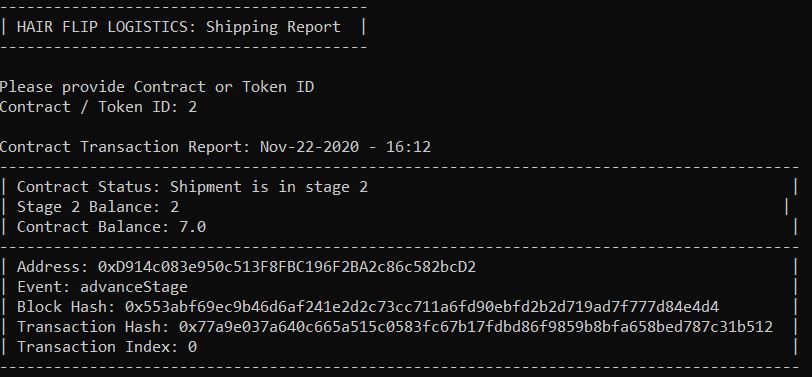 -----------------------------------------
| HAIR FLIP LOGISTICS: Shipping Report  |
-----------------------------------------
Please provide Contract or Token ID
Contract / Token ID: 2
Contract Transaction Report: Nov-22-2020 - 16:12
-----------------------------------------------------------------------------------------
| Contract Status: Shipment is in stage 2                                               |
| Stage 2 Balance: 2                                                                   |
| Contract Balance: 7.0                                                                 |
-----------------------------------------------------------------------------------------
| Address: 0xD914c083e950c513F8FBC196F2BA2c86c582bcD2                                   |
| Event: advanceStage                                                                   |
| Block Hash: 0x553abf69ec9b46d6af241e2d2c73cc711a6fd90ebfd2b2d719ad7f777d84e4d4        |
| Transaction Hash: 0x77a9e037a640c665a515c0583fc67b17fdbd86f9859b8bfa658bed787c31b512  |
| Transaction Index: 0                                                                  |
-----------------------------------------------------------------------------------------